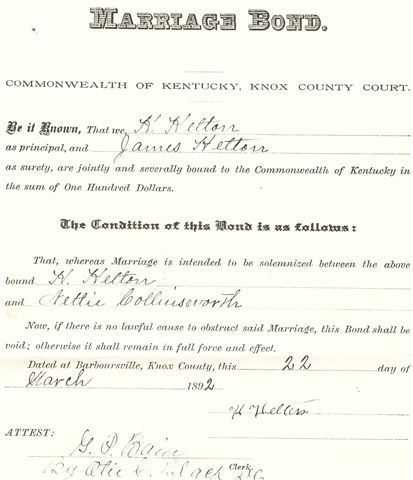 MARRIAGE BOND.
COMMONWEALTH OF KENTUCKY, KNOX COUNTY COURT.
Be it Known, That we, H. Helton
as principal, and James Helton
as surety, are jointly and severally bound to the Commonwealth of Kentucky in
the sum of One Hundred Dollars.
The Condition of this Bond is as follows:
That, whereas Marriage is intended to be solemnized between the above
bound H. Helton
and Nettie Collinsworth
Now, if there is no lawful cause to obstruct said Marriage, this Bond shall be
void; otherwise it shall remain in full force and effect.
Dated at Barboursville, Knox County, this 22 day of
March 1892
H Helton
ATTEST:
G. P.
By Clerk